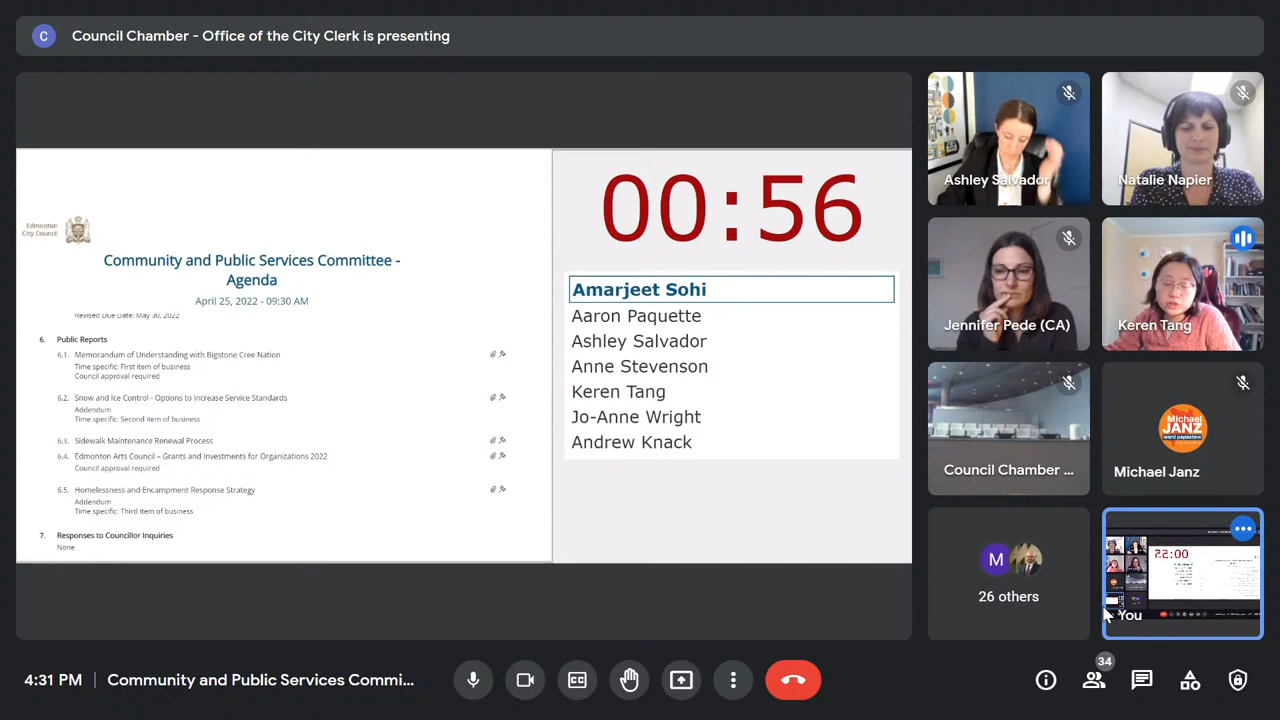 C
Council Chamber - Office of the City Clerk is presenting
Edmonton
City Council
Community and Public Services Committee -
Agenda
April 25, 2022 - 09:30 AM
Revised Due Date: May 30, 2022
6. Public Reports
6.1. Memorandum of Understanding with Bigstone Cree Nation
Time specific: First item of business
Council approval required
6.2. Snow and Ice Control - Options to Increase Service Standards
Addendum
Time specific: Second item of business
6.3. Sidewalk Maintenance Renewal Process
6.4. Edmonton Arts Council – Grants and Investments for Organizations 2022
Council approval required
6.5. Homelessness and Encampment Response Strategy
Addendum
Time specific: Third item of business
7. Responses to Councillor Inquiries
None
00:56
Amarjeet Sohi
Aaron Paquette
Ashley Salvador
Anne Stevenson
Keren Tang
Jo-Anne Wright
Andrew Knack
Ashley Salvador
Natalie Napier
Jennifer Pede (CA)
Keren Tang
Council Chamber ...
Michael
JANZ
Michael Janz
M
26 others
You
4:31 PM
Community and Public Services Commi...
34